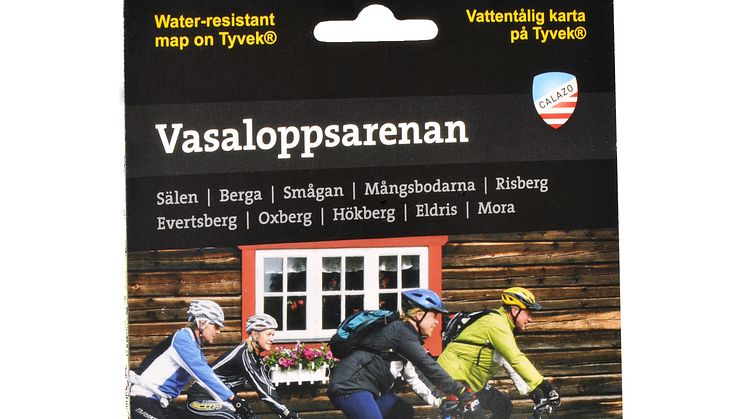 Water-resistant
map on Tyvek®
Vattentålig karta
på Tyvek®
CALAZO
Vasaloppsarenan
Sälen | Berga | Smågan | Mångsbodarna | Risberg
Evertsberg | Oxberg | Hökberg | Eldris | Mora